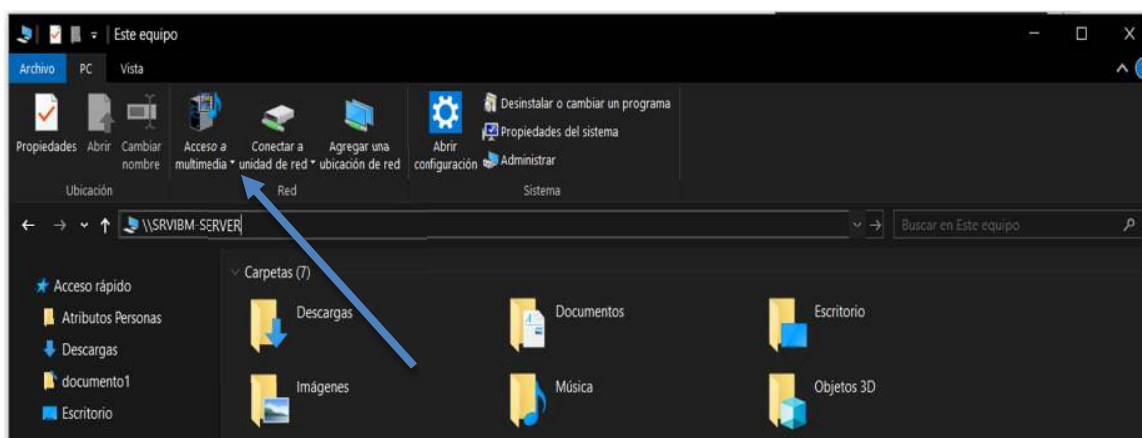 Este equipo
Archivo PC Vista
Propiedades
Abrir
Cambiar
nombre
Acceso a
multimedia
Conectar a
unidad de red
Agregar una
ubicación de red
Abrir
configuración
Desinstalar o cambiar un programa
Propiedades del sistema
Administrar
Ubicación
Red
Sistema
\\SRVIBM-SERVER
Buscar en Este equipo
Acceso rápido
Atributos Personas
Descargas
documento1
Escritorio
Carpetas (7)
Descargas
Documentos
Escritorio
Imágenes
Música
Objetos 3D